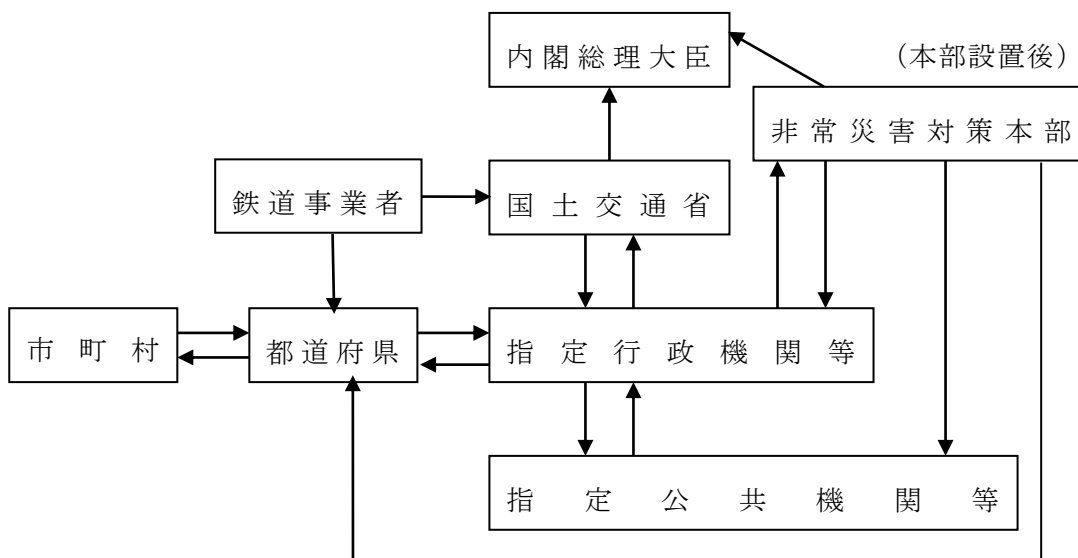 内閣総理大臣
(本部設置後)
非常災害対策本部
鉄道事業者
国土交通省
市町村
都道府県
指定行政機関等
指定公共機関等